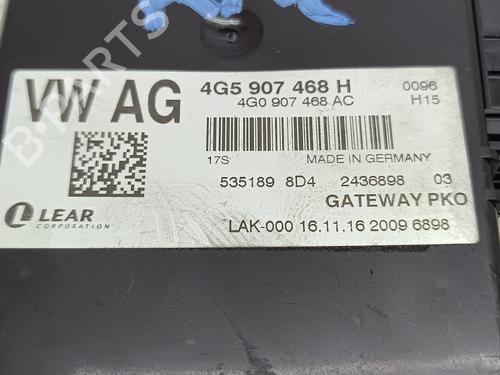 VW AG
4G5 907 468 H 0096
4G0 907 468 AC H15
17S MADE IN GERMANY
535189 8D4 2436898 03
GATEWAY PKO
LEAR
CORPORATION
LAK-000 16.11.16 2009 6898
B-PARTS